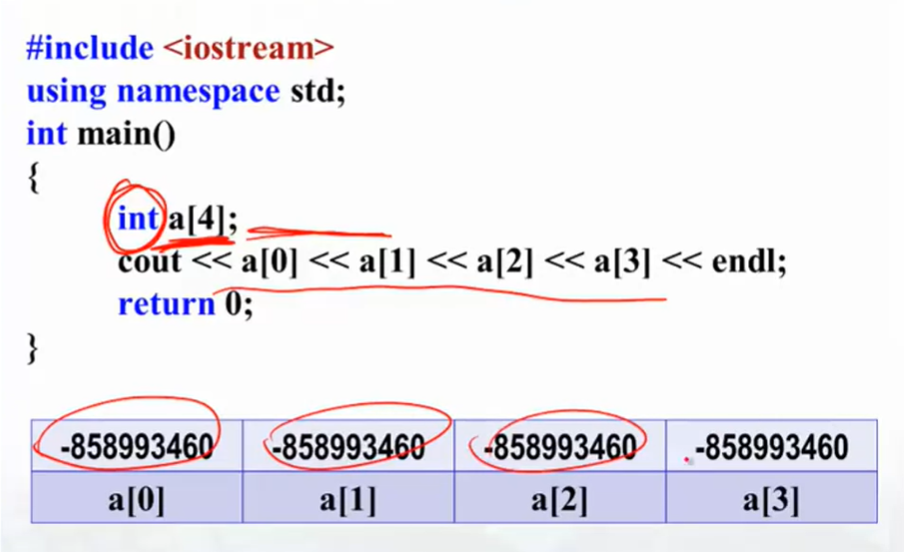 #include <iostream>
using namespace std;
int main()
{
int a[4];
cout << a[0] << a[1] << a[2] << a[3] << endl;
return 0;
}
-858993460 -858993460 -858993460 -858993460
a[0] a[1] a[2] a[3]